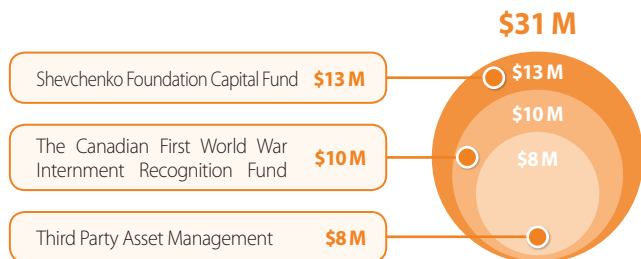 $31 M
Shevchenko Foundation Capital Fund $13 M
$13 M
The Canadian First World War
Internment Recognition Fund
$10 M
$10 M
Third Party Asset Management $8 M
$8 M